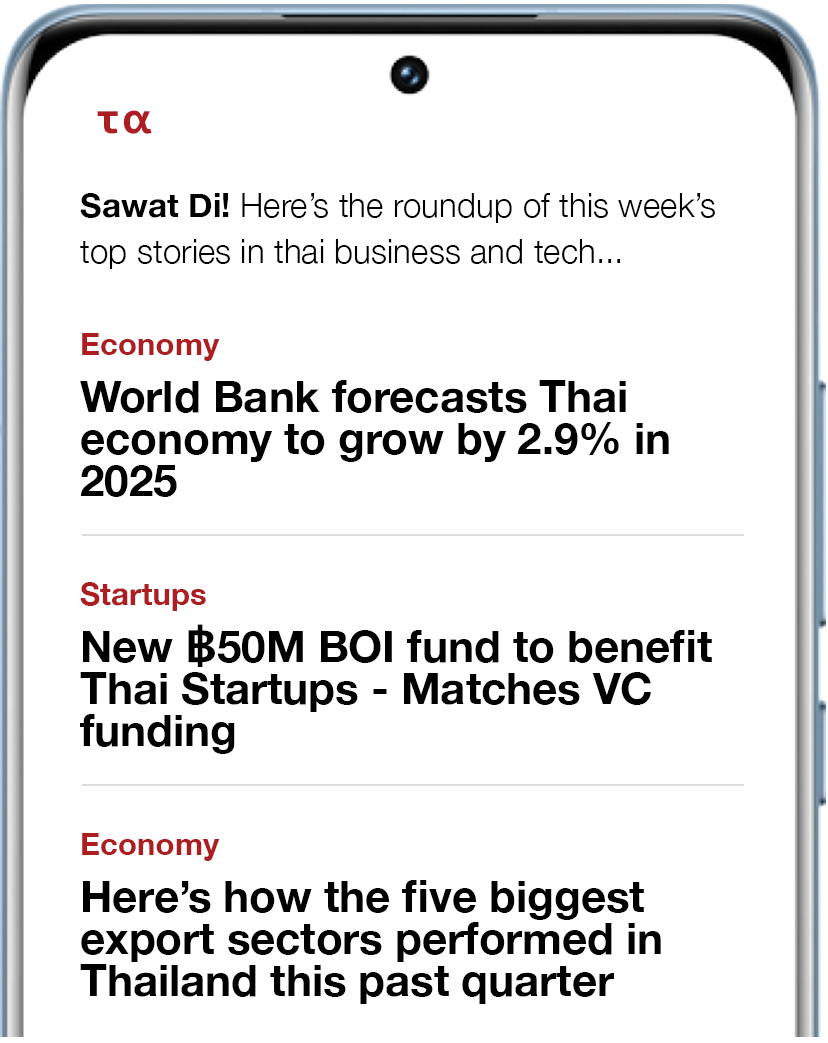 τα
Sawat Di! Here’s the roundup of this week’s
top stories in thai business and tech...
Economy
World Bank forecasts Thai
economy to grow by 2.9% in
2025
Startups
New ฿50M BOI fund to benefit
Thai Startups - Matches VC
funding
Economy
Here’s how the five biggest
export sectors performed in
Thailand this past quarter